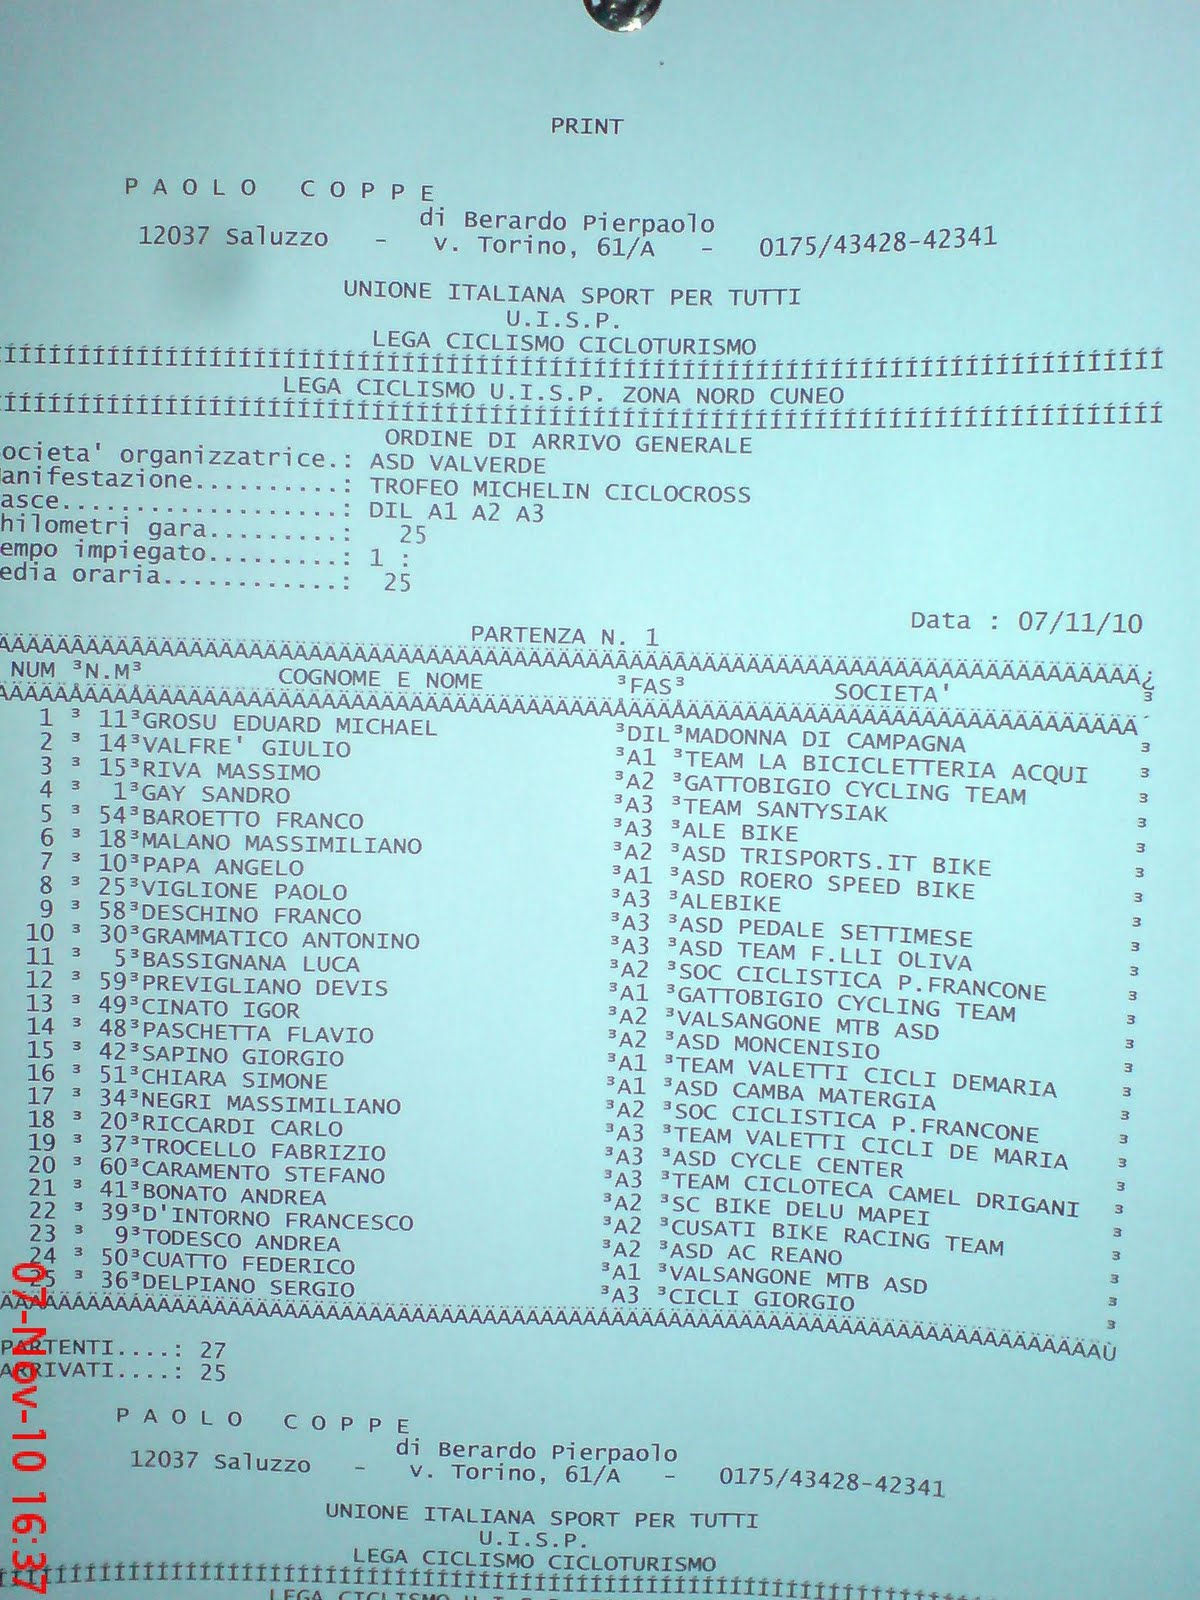 PRINT
P A O L O   C O P P E
di Berardo Pierpaolo
12037 Saluzzo - v. Torino, 61/A - 0175/43428-42341
UNIONE ITALIANA SPORT PER TUTTI
U.I.S.P.
LEGA CICLISMO CICLOTURISMO
LEGA CICLISMO U.I.S.P. ZONA NORD CUNEO
ORDINE DI ARRIVO GENERALE
ocieta' organizzatrice.: ASD VALVERDE
anifestazione..........: TROFEO MICHELIN CICLOCROSS
asce...................: DIL A1 A2 A3
hilometri gara.........: 25
empo impiegato.........: 1 :
edia oraria............: 25
Data : 07/11/10
PARTENZA N. 1
NUM ³N.M³ COGNOME E NOME ³FAS³ SOCIETA' ³
1 ³ 11³GROSU EDUARD MICHAEL ³DIL³MADONNA DI CAMPAGNA ³
2 ³ 14³VALFRE' GIULIO ³A1 ³TEAM LA BICICLETTERIA ACQUI ³
3 ³ 15³RIVA MASSIMO ³A2 ³GATTOBIGIO CYCLING TEAM ³
4 ³ 1³GAY SANDRO ³A3 ³TEAM SANTYSIAK ³
5 ³ 54³BAROETTO FRANCO ³A3 ³ALE BIKE ³
6 ³ 18³MALANO MASSIMILIANO ³A2 ³ASD TRISPORTS.IT BIKE ³
7 ³ 10³PAPA ANGELO ³A1 ³ASD ROERO SPEED BIKE ³
8 ³ 25³VIGLIONE PAOLO ³A3 ³ALEBIKE ³
9 ³ 58³DESCHINO FRANCO ³A3 ³ASD PEDALE SETTIMESE ³
10 ³ 30³GRAMMATICO ANTONINO ³A3 ³ASD TEAM F.LLI OLIVA ³
11 ³ 5³BASSIGNANA LUCA ³A2 ³SOC CICLISTICA P.FRANCONE ³
12 ³ 59³PREVIGLIANO DEVIS ³A1 ³GATTOBIGIO CYCLING TEAM ³
13 ³ 49³CINATO IGOR ³A2 ³VALSANGONE MTB ASD ³
14 ³ 48³PASCHETTA FLAVIO ³A2 ³ASD MONCENISIO ³
15 ³ 42³SAPINO GIORGIO ³A1 ³TEAM VALETTI CICLI DEMARIA ³
16 ³ 51³CHIARA SIMONE ³A1 ³ASD CAMBA MATERGIA ³
17 ³ 34³NEGRI MASSIMILIANO ³A2 ³SOC CICLISTICA P.FRANCONE ³
18 ³ 20³RICCARDI CARLO ³A3 ³TEAM VALETTI CICLI DE MARIA ³
19 ³ 37³TROCELLO FABRIZIO ³A3 ³ASD CYCLE CENTER ³
20 ³ 60³CARAMENTO STEFANO ³A3 ³TEAM CICLOTECA CAMEL DRIGANI ³
21 ³ 41³BONATO ANDREA ³A2 ³SC BIKE DELU MAPEI ³
22 ³ 39³D'INTORNO FRANCESCO ³A2 ³CUSATI BIKE RACING TEAM ³
23 ³ 9³TODESCO ANDREA ³A2 ³ASD AC REANO ³
24 ³ 50³CUATTO FEDERICO ³A1 ³VALSANGONE MTB ASD ³
25 ³ 36³DELPIANO SERGIO ³A3 ³CICLI GIORGIO ³
PARTENTI....: 27
ARRIVATI....: 25
P A O L O   C O P P E
di Berardo Pierpaolo
12037 Saluzzo - v. Torino, 61/A - 0175/43428-42341
UNIONE ITALIANA SPORT PER TUTTI
U.I.S.P.
LEGA CICLISMO CICLOTURISMO
LEGA CICLISMO U.I.S.P.
07-Nov-10 16:37